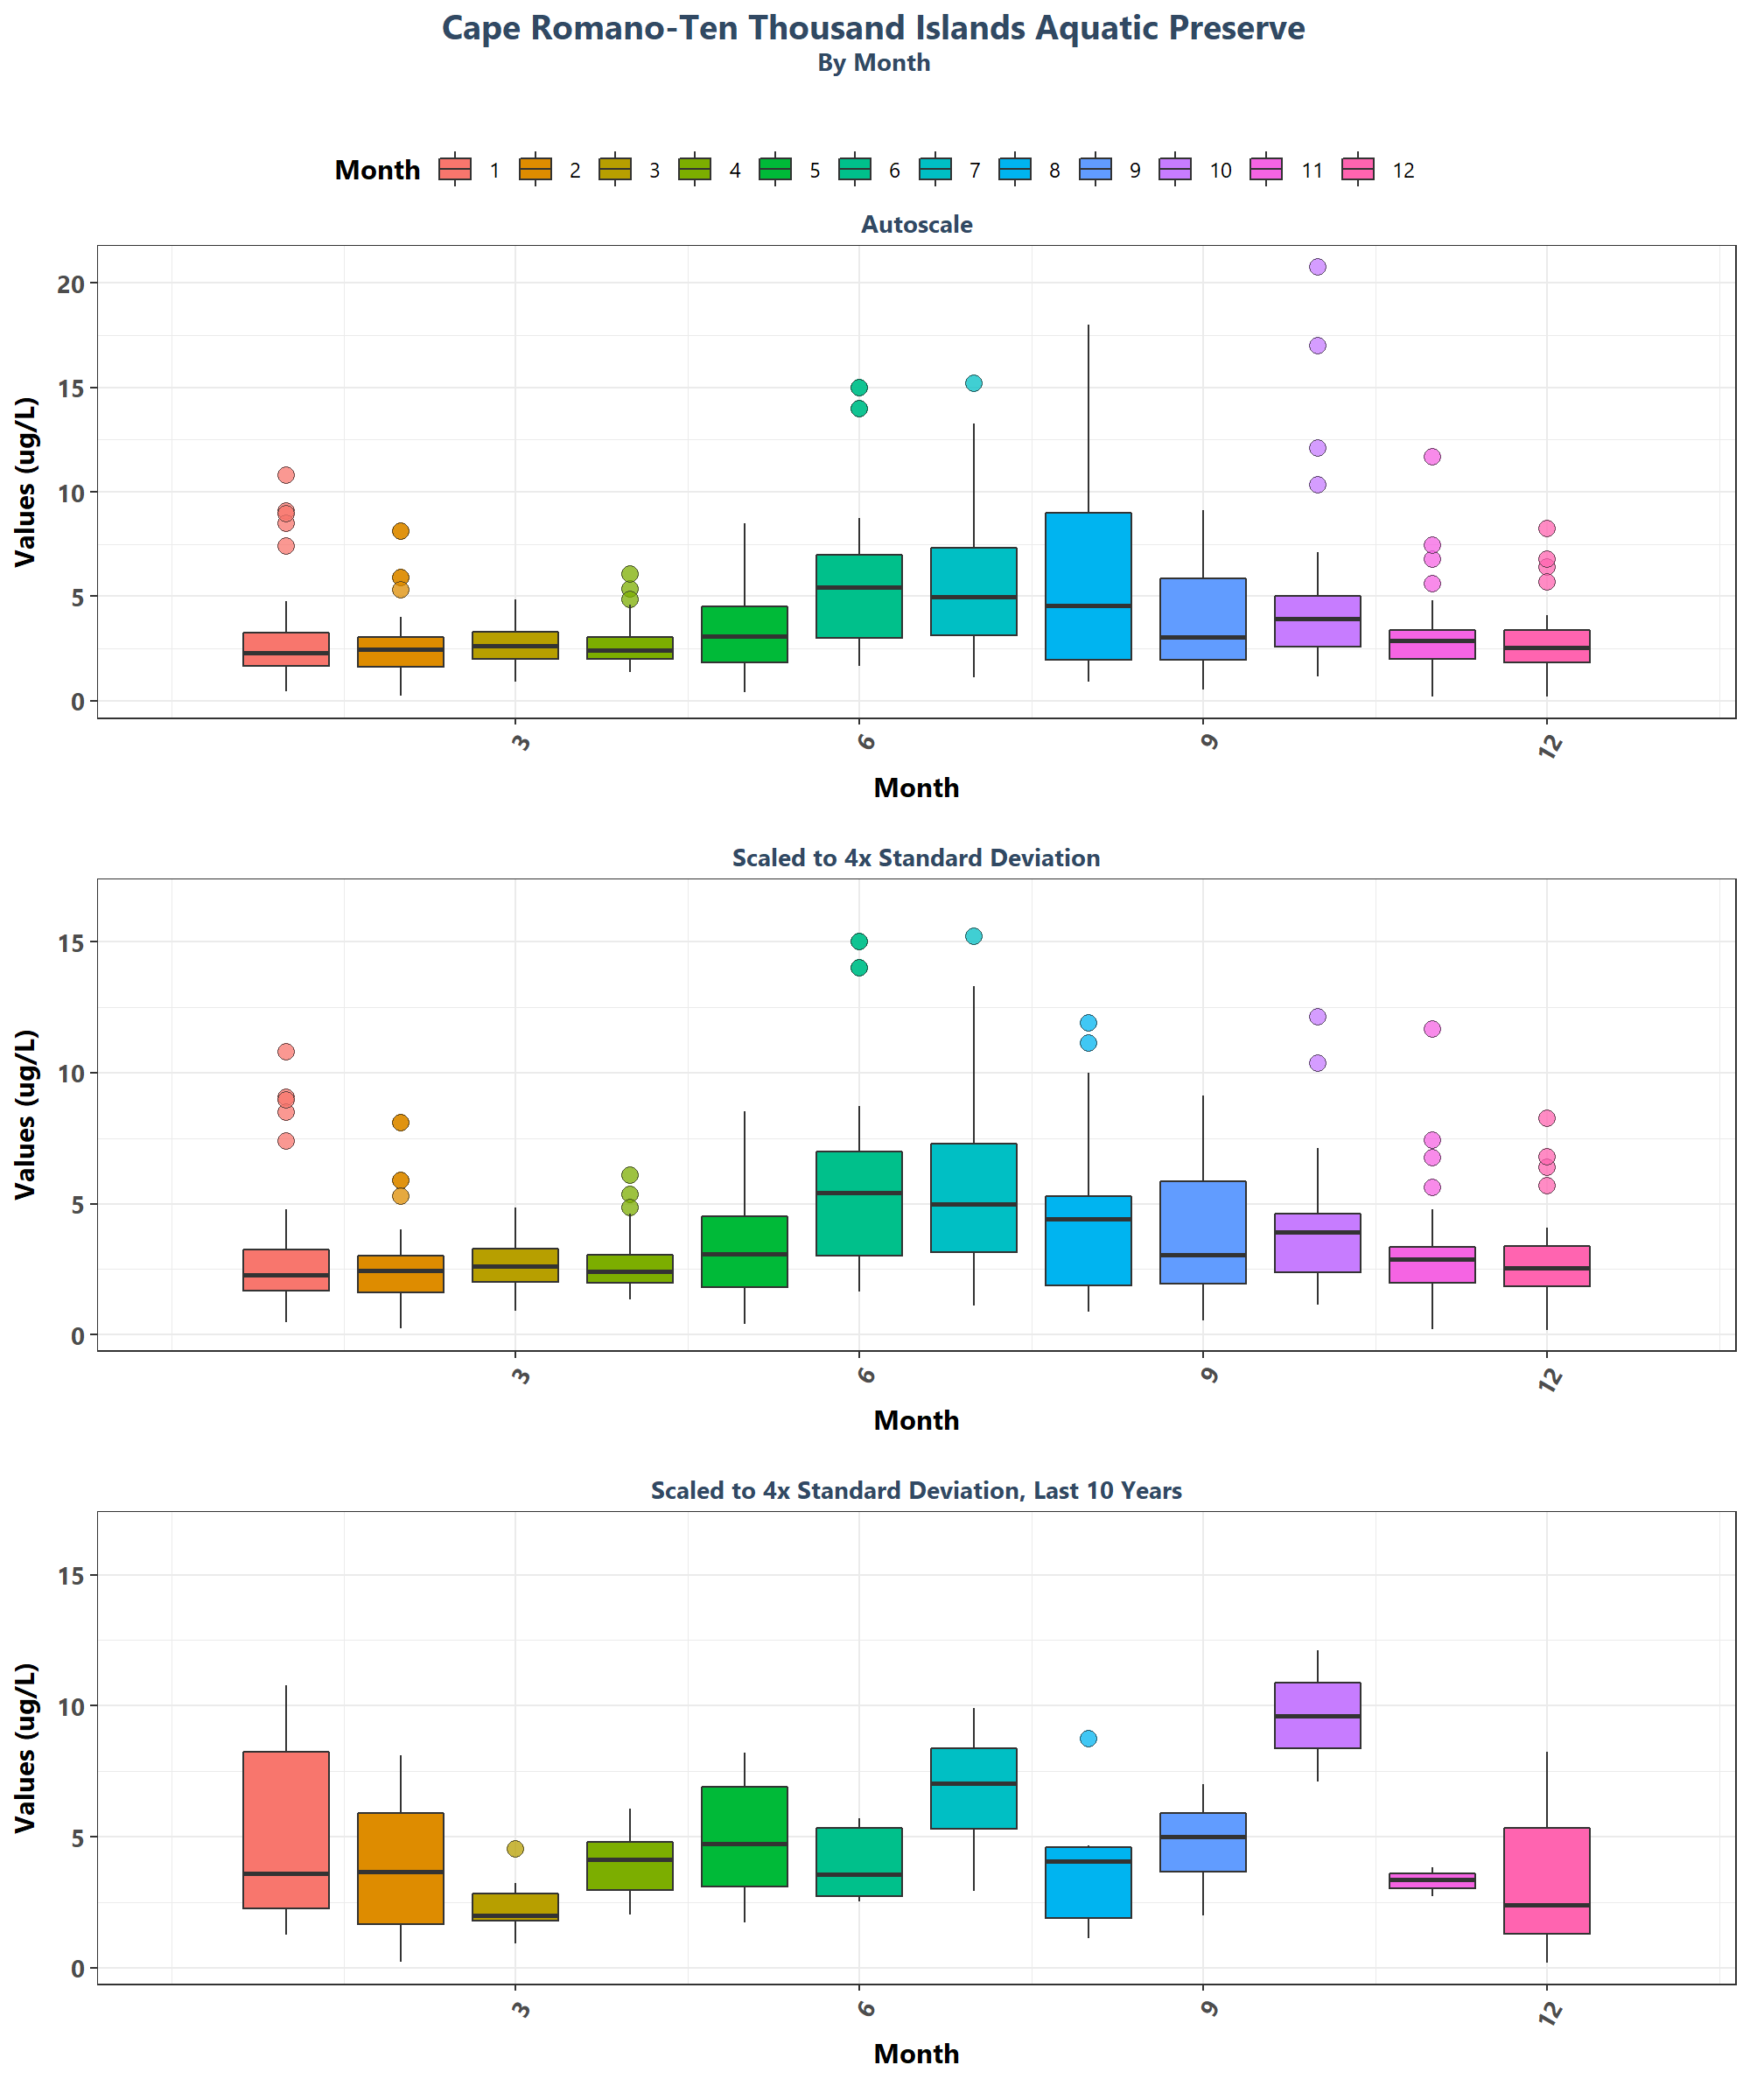 Cape Romano-Ten Thousand Islands Aquatic Preserve
By Month
Month 1 2 3 4 5 6 7 8 9 10 11 12
Autoscale
Values (ug/L)
20
15
10
5
0
3 6 9 12
Month
Scaled to 4x Standard Deviation
Values (ug/L)
15
10
5
0
3 6 9 12
Month
Scaled to 4x Standard Deviation, Last 10 Years
Values (ug/L)
15
10
5
0
3 6 9 12
Month